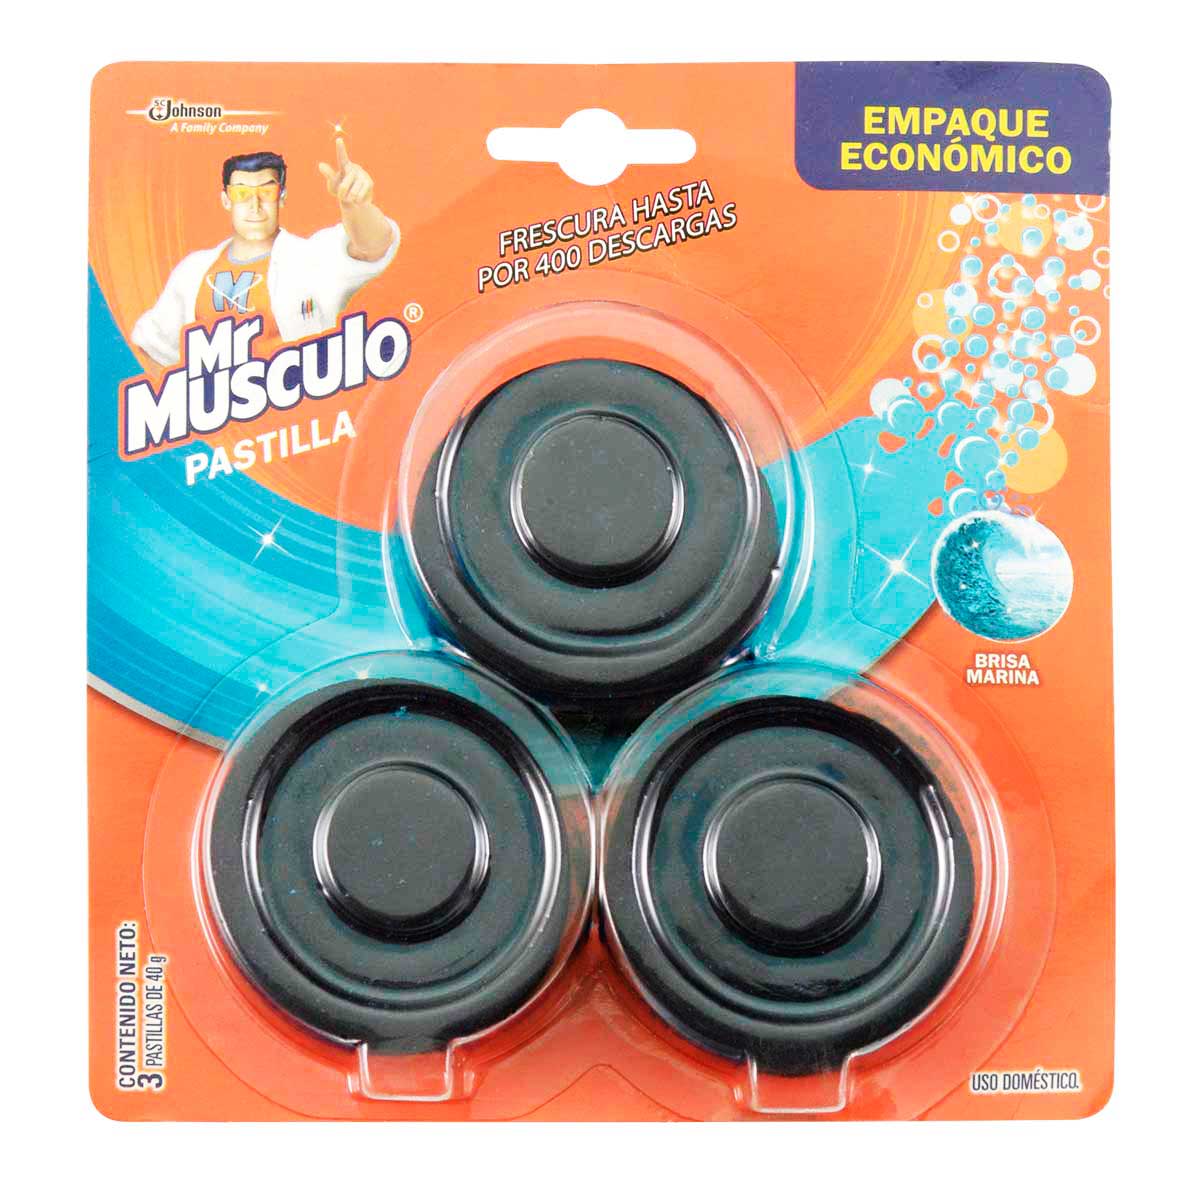 SC
Johnson
A Family Company
EMPAQUE
ECONÓMICO
FRESCURA HASTA
POR 400 DESCARGAS
M
Mr
MUSCULO®
PASTILLA
BRISA
MARINA
CONTENIDO NETO:
3 PASTILLAS DE 40 g
USO DOMÉSTICO.